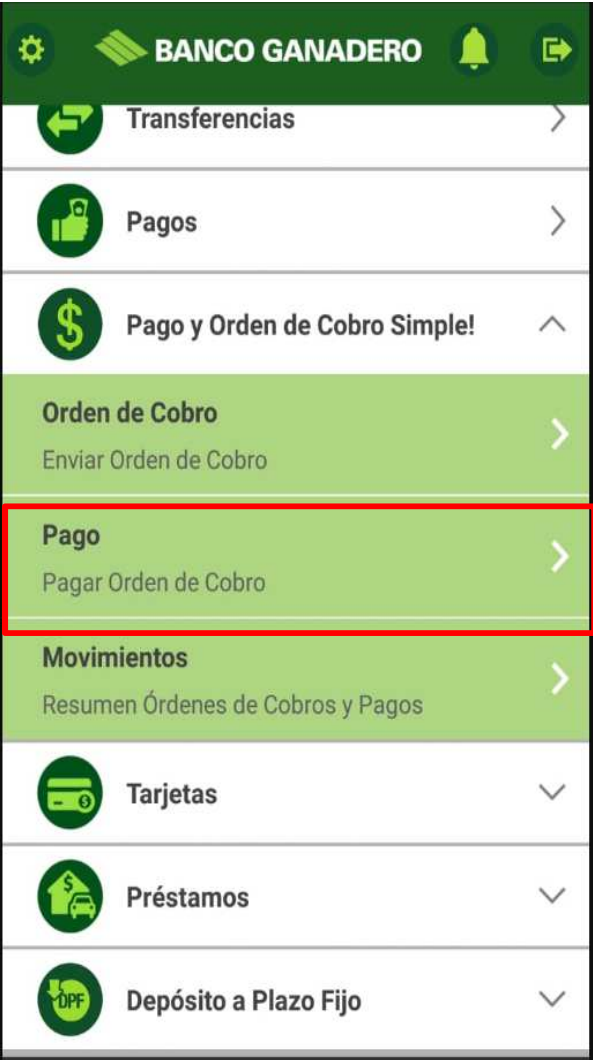 BANCO GANADERO
Transferencias
Pagos
$
Pago y Orden de Cobro Simple!
Orden de Cobro
Enviar Orden de Cobro
Pago
Pagar Orden de Cobro
Movimientos
Resumen Órdenes de Cobros y Pagos
$
Tarjetas
$
Préstamos
DPF
Depósito a Plazo Fijo